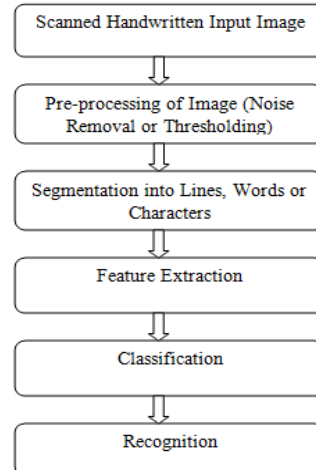 Scanned Handwritten Input Image
Pre-processing of Image (Noise
Removal or Thresholding)
Segmentation into Lines, Words or
Characters
Feature Extraction
Classification
Recognition